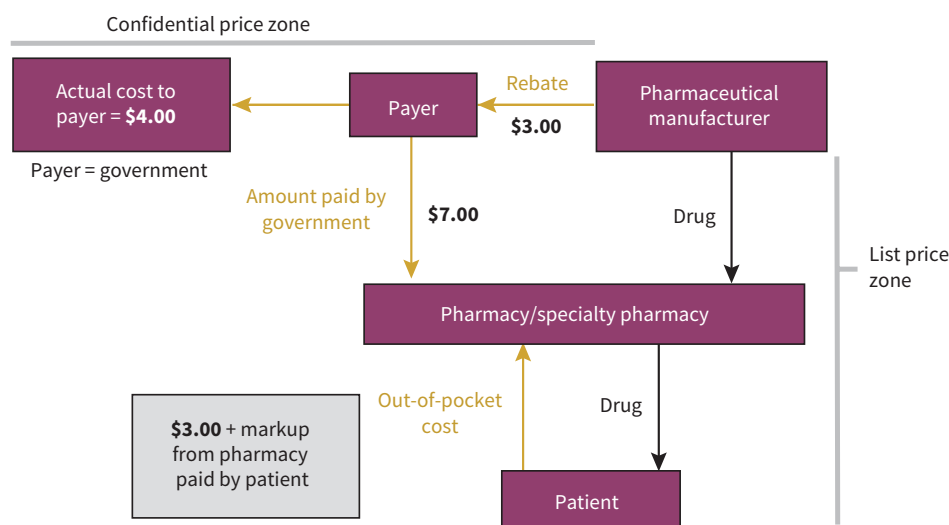 Confidential price zone
Actual cost to
payer = $4.00
Payer = government
Payer
Rebate
$3.00
Pharmaceutical
manufacturer
Amount paid by
government
$7.00
Drug
List price
zone
Pharmacy/specialty pharmacy
Out-of-pocket
cost
Drug
$3.00 + markup
from pharmacy
paid by patient
Patient